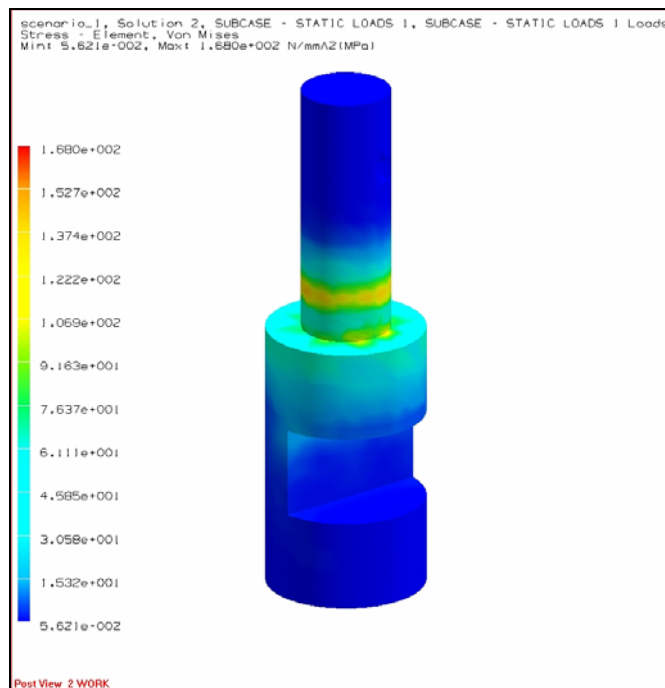 scenario_1, Solution 2, SUBCASE - STATIC LOADS 1, SUBCASE - STATIC LOADS 1 Loads
Stress - Element, Von Mises
Min: 5.621e-002, Max: 1.680e+002 N/mm^2(MPa)
1.680e+002
1.527e+002
1.374e+002
1.222e+002
1.069e+002
9.163e+001
7.637e+001
6.111e+001
4.585e+001
3.058e+001
1.532e+001
5.621e-002
Post View 2 WORK